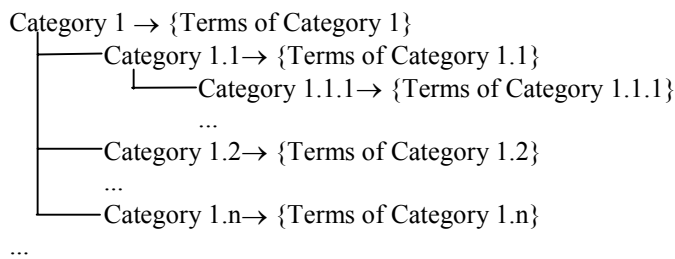 Category 1 → {Terms of Category 1}
Category 1.1→ {Terms of Category 1.1}
Category 1.1.1→ {Terms of Category 1.1.1}
...
Category 1.2→ {Terms of Category 1.2}
...
Category 1.n→ {Terms of Category 1.n}
...